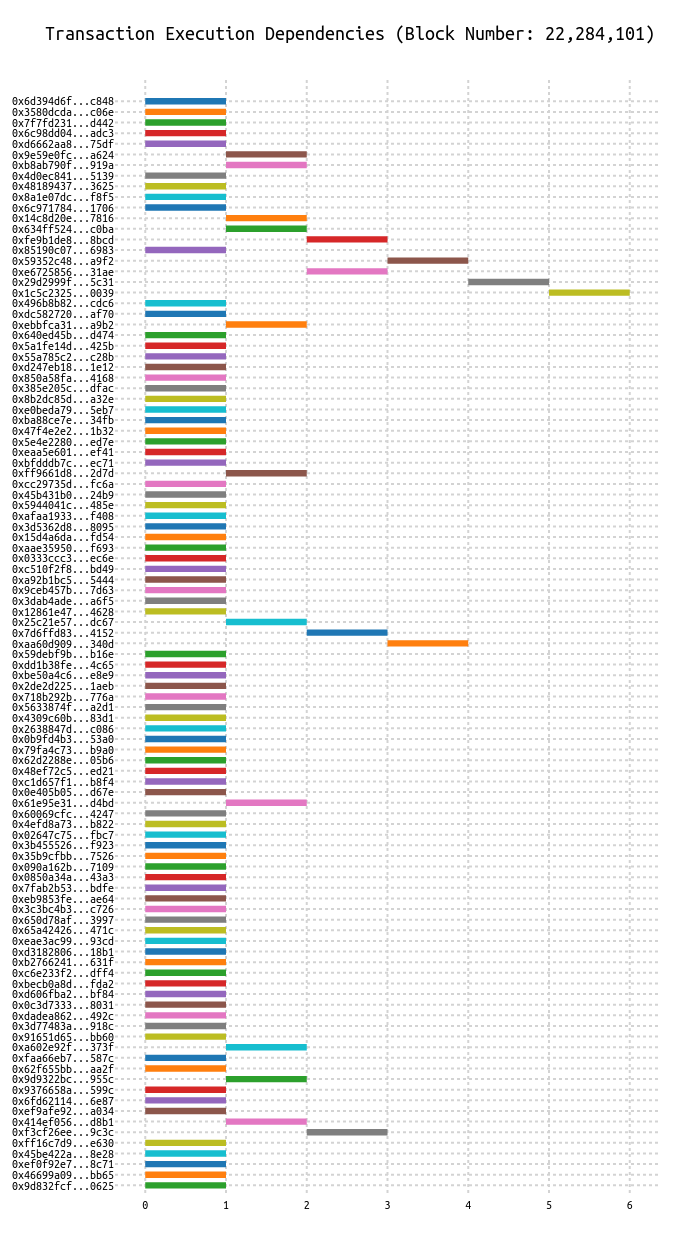 Transaction Execution Dependencies (Block Number: 22,284,101)
0x6d394d6f...c848
0x3580dcda...c06e
0x7f7fd231...d442
0x6c98dd04...adc3
0xd6662aa8...75df
0x9e59e0fc...a624
0xb8ab790f...919a
0x4d0ec841...5139
0x48189437...3625
0x8a1e07dc...f8f5
0x6c971784...1706
0x14c8d20e...7816
0x634ff524...c0ba
0xfe9b1de8...8bcd
0x85190c07...6983
0x59352c48...a9f2
0xe6725856...31ae
0x29d2999f...5c31
0x1c5c2325...0039
0x496b8b82...cdc6
0xdc582720...af70
0xebbfca31...a9b2
0x640ed45b...d474
0x5a1fe14d...425b
0x55a785c2...c28b
0xd247eb18...1e12
0x850a58fa...4168
0x385e205c...dfac
0x8b2dc85d...a32e
0xe0beda79...5eb7
0xba88ce7e...34fb
0x47f4e2e2...1b32
0x5e4e2280...ed7e
0xeaa5e601...ef41
0xbfdddb7c...ec71
0xff9661d8...2d7d
0xcc29735d...fc6a
0x45b431b0...24b9
0x5944041c...485e
0xafaa1933...f408
0x3d5362d8...8095
0x15d4a6da...fd54
0xaae35950...f693
0x0333ccc3...ec6e
0xc510f2f8...bd49
0xa92b1bc5...5444
0x9ceb457b...7d63
0x3dab4ade...a6f5
0x12861e47...4628
0x25c21e57...dc67
0x7d6ffd83...4152
0xaa60d909...340d
0x59debf9b...b16e
0xdd1b38fe...4c65
0xbe50a4c6...e8e9
0x2de2d225...1aeb
0x718b292b...776a
0x5633874f...a2d1
0x4309c60b...83d1
0x2638847d...c086
0x0b9fd4b3...53a0
0x79fa4c73...b9a0
0x62d2288e...05b6
0x48ef72c5...ed21
0xc1d657f1...b8f4
0x0e405b05...d67e
0x61e95e31...d4bd
0x60069cfc...4247
0x4efd8a73...b822
0x02647c75...fbc7
0x3b455526...f923
0x35b9cfbb...7526
0x090a162b...7109
0x0850a34a...43a3
0x7fab2b53...bdfe
0xeb9853fe...ae64
0x3c3bc4b3...c726
0x650d78af...3997
0x65a42426...471c
0xeae3ac99...93cd
0xd3182806...18b1
0xb2766241...631f
0xc6e233f2...dff4
0xbecb0a8d...fda2
0xd606fba2...bf84
0x0c3d7333...8031
0xdadea862...492c
0x3d77483a...918c
0x91651d65...bb60
0xa602e92f...373f
0xfaa66eb7...587c
0x62f655bb...aa2f
0x9d9322bc...955c
0x9376658a...599c
0x6fd62114...6e87
0xef9afe92...a034
0x414ef056...d8b1
0xf3cf26ee...9c3c
0xff16c7d9...e630
0x45be422a...8e28
0xef0f92e7...8c71
0x46699a09...bb65
0x9d832fcf...0625
0 1 2 3 4 5 6